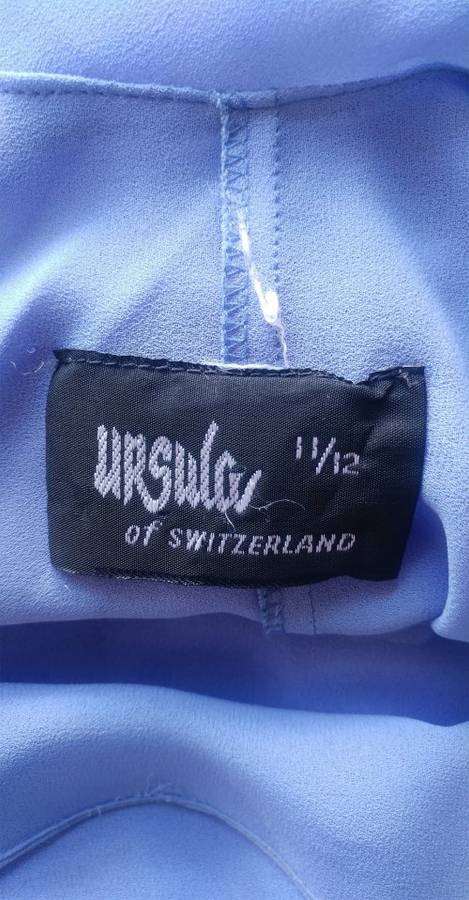 URSULA 11/12
of SWITZERLAND